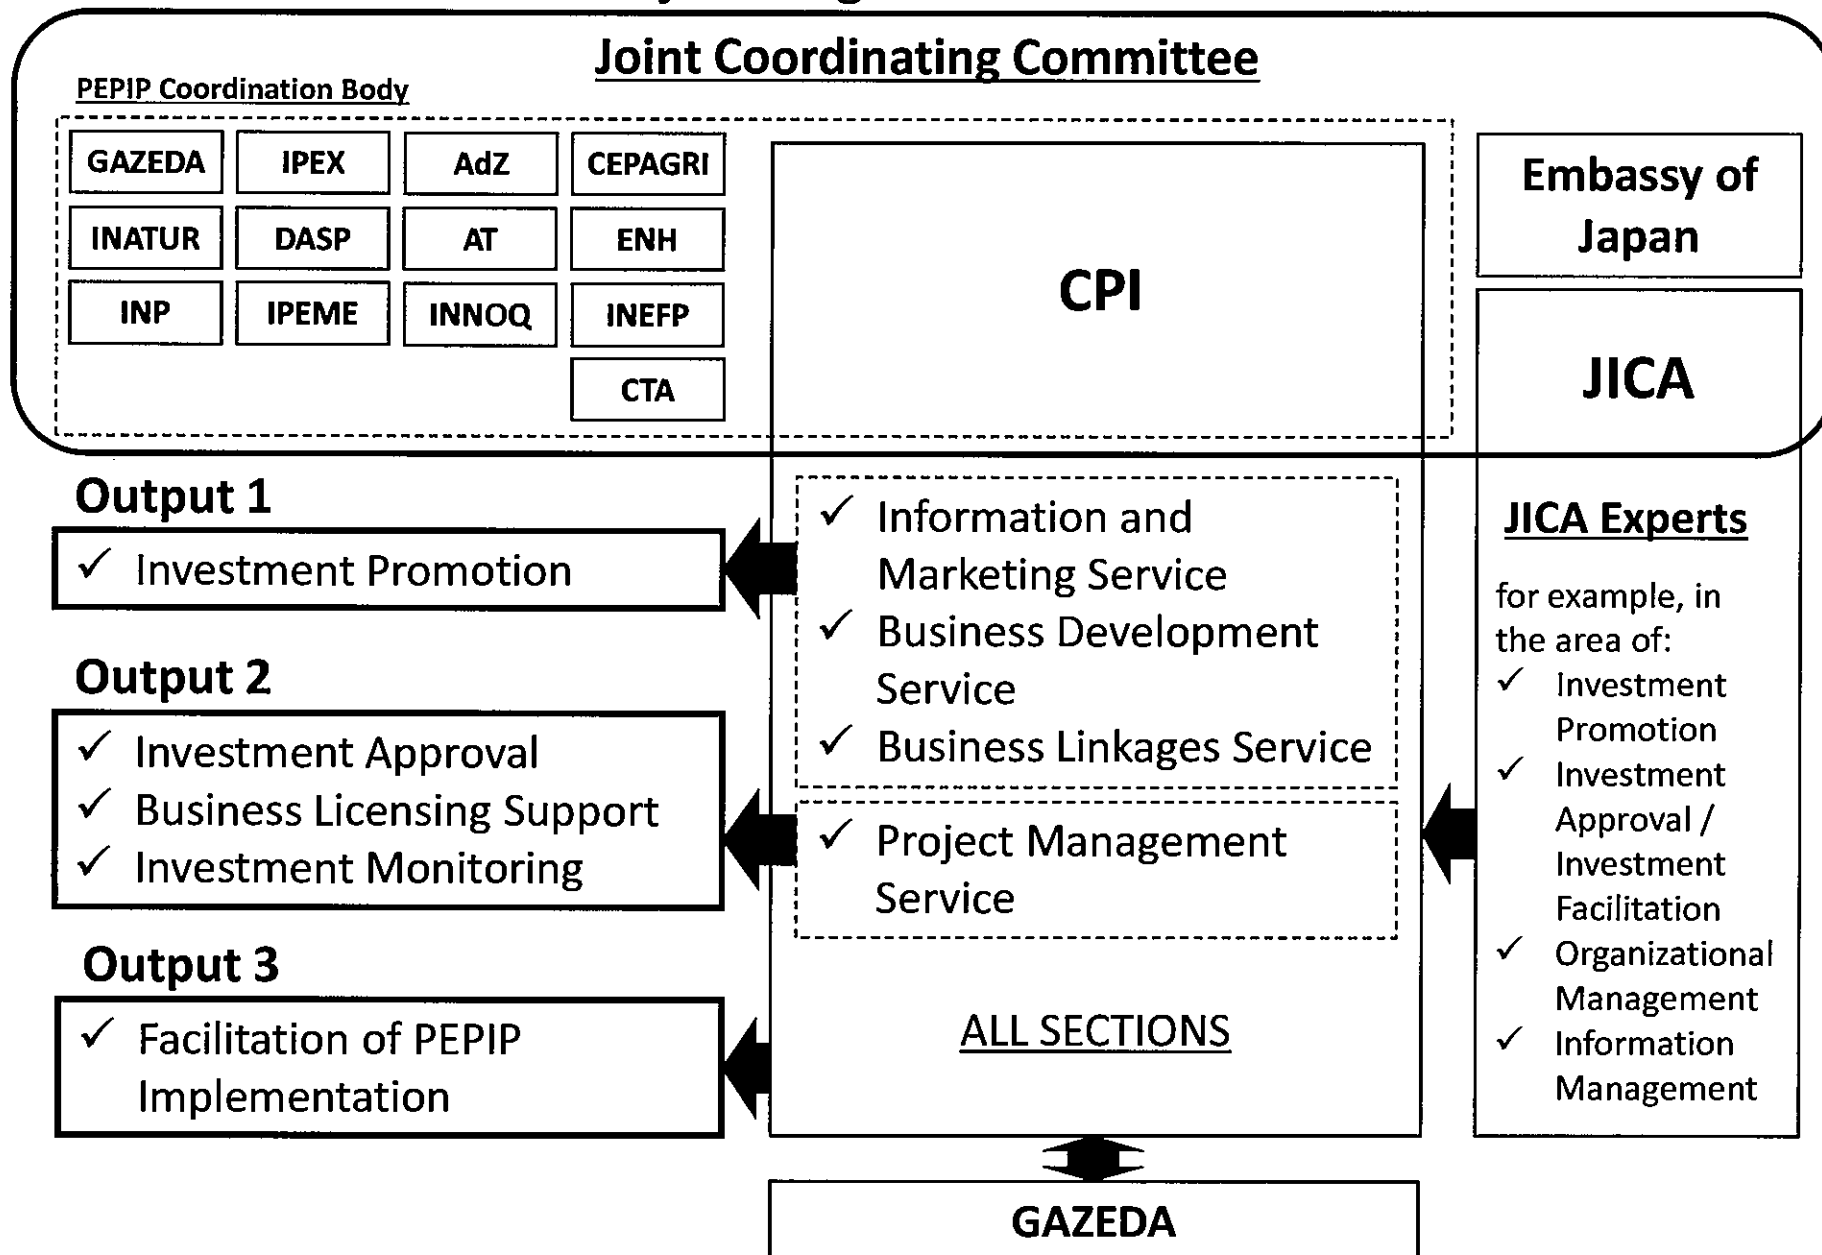 Joint Coordinating Committee
PEPIP Coordination Body
GAZEDA IPEX AdZ CEPAGRI
INATUR DASP AT ENH
INP IPEME INNOQ INEFP
CTA
CPI
Embassy of
Japan
JICA
Output 1
✓ Investment Promotion
Output 2
✓ Investment Approval
✓ Business Licensing Support
✓ Investment Monitoring
Output 3
✓ Facilitation of PEPIP
Implementation
✓ Information and
Marketing Service
✓ Business Development
Service
✓ Business Linkages Service
✓ Project Management
Service
ALL SECTIONS
JICA Experts
for example, in
the area of:
✓ Investment
Promotion
✓ Investment
Approval /
Investment
Facilitation
✓ Organizational
Management
✓ Information
Management
GAZEDA